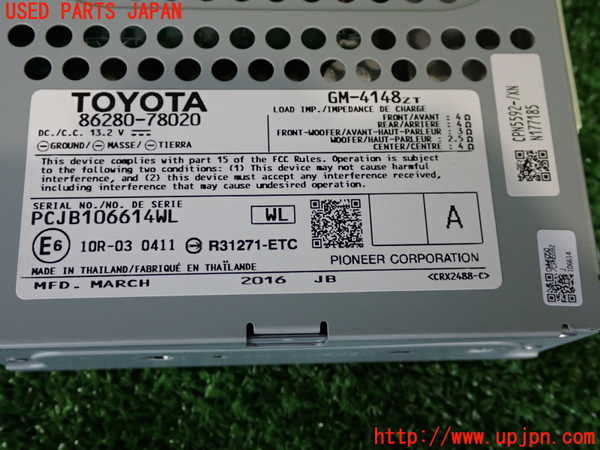 USED PARTS JAPAN
TOYOTA
86280-78020
DC./C.C. 13.2 V
GROUND/ MASSE/ TIERRA
GM-4148ZT
LOAD IMP./IMPEDANCE DE CHARGE
FRONT/AVANT : 4Ω
REAR/ARRIÈRE : 4Ω
FRONT-WOOFER/AVANT-HAUT-PARLEUR : 3Ω
WOOFER/HAUT-PARLEUR : 2.5Ω
CENTER/CENTRE : 4Ω
This device complies with part 15 of the FCC Rules. Operation is subject
to the following two conditions: (1) This device may not cause harmful
interference, and (2) this device must accept any interference received,
including interference that may cause undesired operation.
SERIAL NO./NO. DE SERIE
PCJB106614WL
WL
A
E6 10R-03 0411 R31271-ETC
PIONEER CORPORATION
MADE IN THAILAND/FABRIQUÉ EN THAÏLANDE
MFD. MARCH 2016 JB
<CRX24B8-C>
CPN5592-/XN
N177185
106614
http://www.upjpn.com